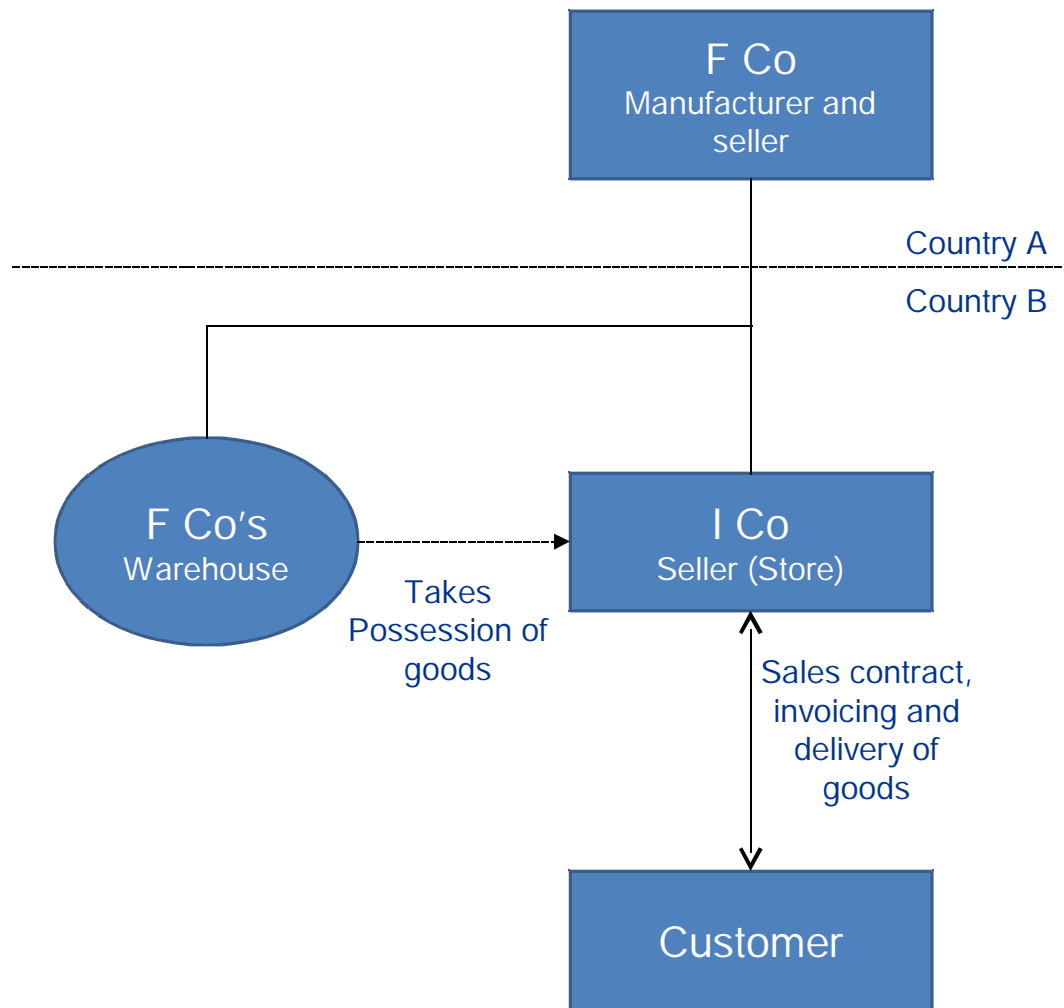 F Co
Manufacturer and
seller
Country A
Country B
F Co's
Warehouse
Takes
Possession of
goods
I Co
Seller (Store)
Sales contract,
invoicing and
delivery of
goods
Customer